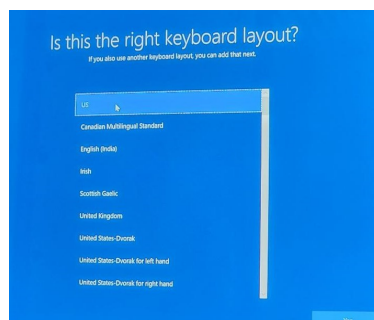 Is this the right keyboard layout?
If you also use another keyboard layout, you can add that next.
US
Canadian Multilingual Standard
English (India)
Irish
Scottish Gaelic
United Kingdom
United States-Dvorak
United States-Dvorak for left hand
United States-Dvorak for right hand